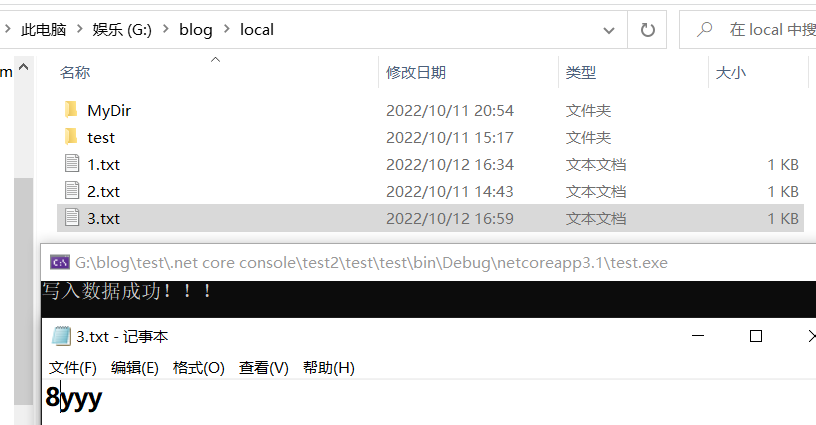 此电脑 > 娱乐 (G:) > blog > local
在 local 中搜
m
名称 修改日期 类型 大小
MyDir 2022/10/11 20:54 文件夹
test 2022/10/11 15:17 文件夹
1.txt 2022/10/12 16:34 文本文档 1 KB
2.txt 2022/10/11 14:43 文本文档 1 KB
3.txt 2022/10/12 16:59 文本文档 1 KB
C:\ G:\blog\test\.net core console\test2\test\test\bin\Debug\netcoreapp3.1\test.exe
写入数据成功！！！
3.txt - 记事本
文件(F) 编辑(E) 格式(O) 查看(V) 帮助(H)
8yyy